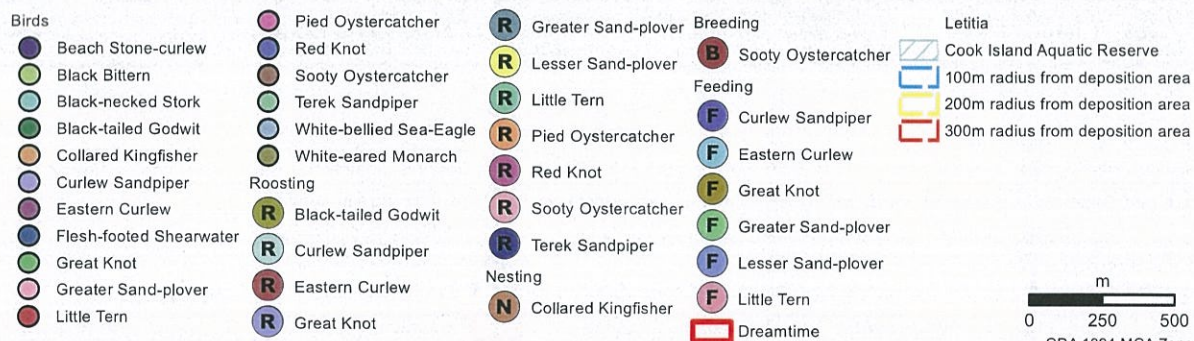 Birds
Beach Stone-curlew
Black Bittern
Black-necked Stork
Black-tailed Godwit
Collared Kingfisher
Curlew Sandpiper
Eastern Curlew
Flesh-footed Shearwater
Great Knot
Greater Sand-plover
Little Tern
Pied Oystercatcher
Red Knot
Sooty Oystercatcher
Terek Sandpiper
White-bellied Sea-Eagle
White-eared Monarch
Roosting
R Black-tailed Godwit
R Curlew Sandpiper
R Eastern Curlew
R Great Knot
R Greater Sand-plover
R Lesser Sand-plover
R Little Tern
R Pied Oystercatcher
R Red Knot
R Sooty Oystercatcher
R Terek Sandpiper
Nesting
N Collared Kingfisher
Breeding
B Sooty Oystercatcher
Feeding
F Curlew Sandpiper
F Eastern Curlew
F Great Knot
F Greater Sand-plover
F Lesser Sand-plover
F Little Tern
Dreamtime
Letitia
Cook Island Aquatic Reserve
100m radius from deposition area
200m radius from deposition area
300m radius from deposition area
m
0 250 500